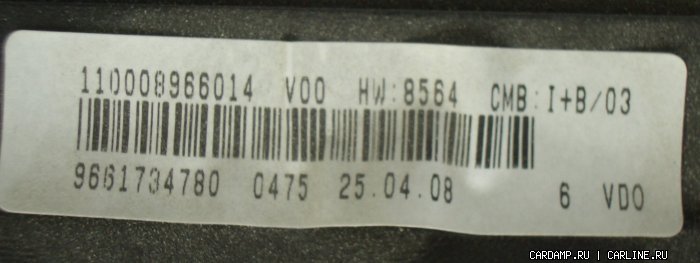 110008966014 V00 HW:8564 CMB:I+B/03
9661734780 0475 25.04.08 6 VDO
CARDAMP.RU | CARLINE.RU